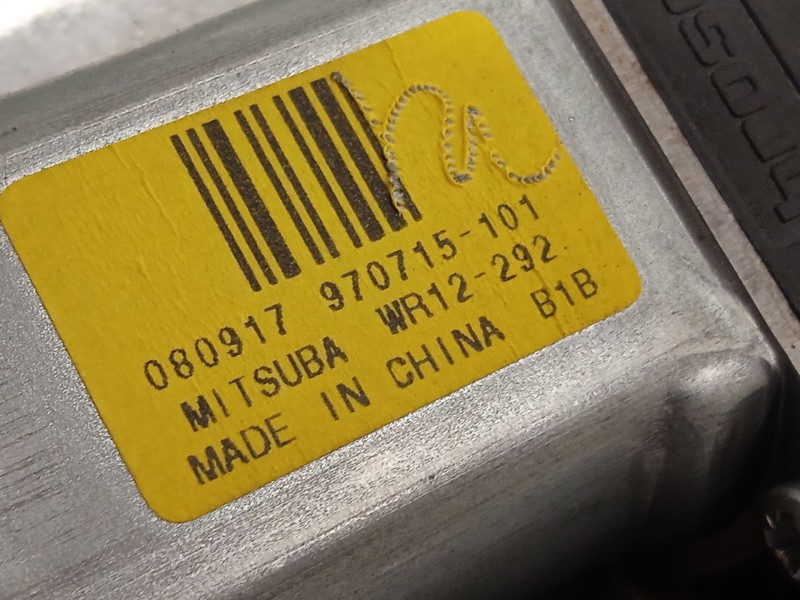 080917 970715-101
MITSUBA WR12-292
MADE IN CHINA B1B